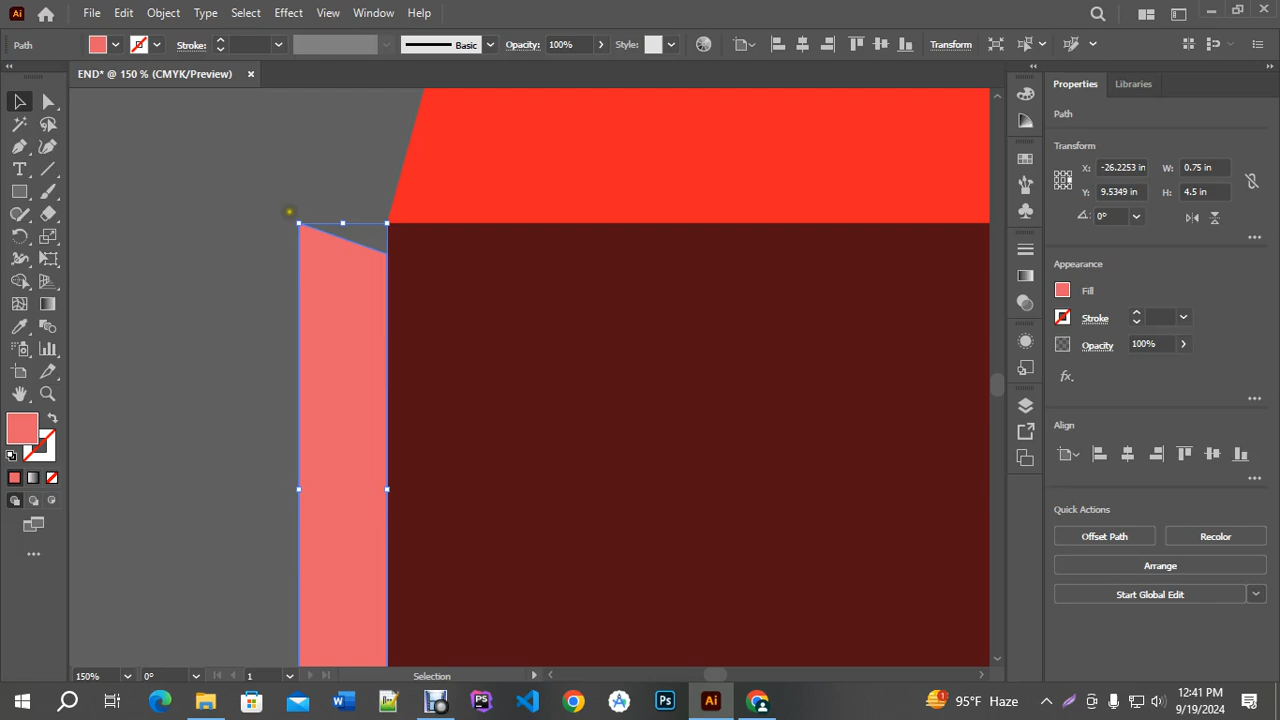 Ai File Edit Object Type Select Effect View Window Help
Path Stroke: Basic Opacity: 100% Style: Transform
END* @ 150 % (CMYK/Preview) ×
Properties Libraries
Path
Transform
X: -26.2253 in W: 0.75 in
Y: 9.5349 in H: 4.5 in
0°
Appearance
Fill
Stroke
Opacity 100%
fx.
Align
Quick Actions
Offset Path Recolor
Arrange
Start Global Edit
150% 0° 1 Selection
95°F Haze
12:41 PM
9/19/2024